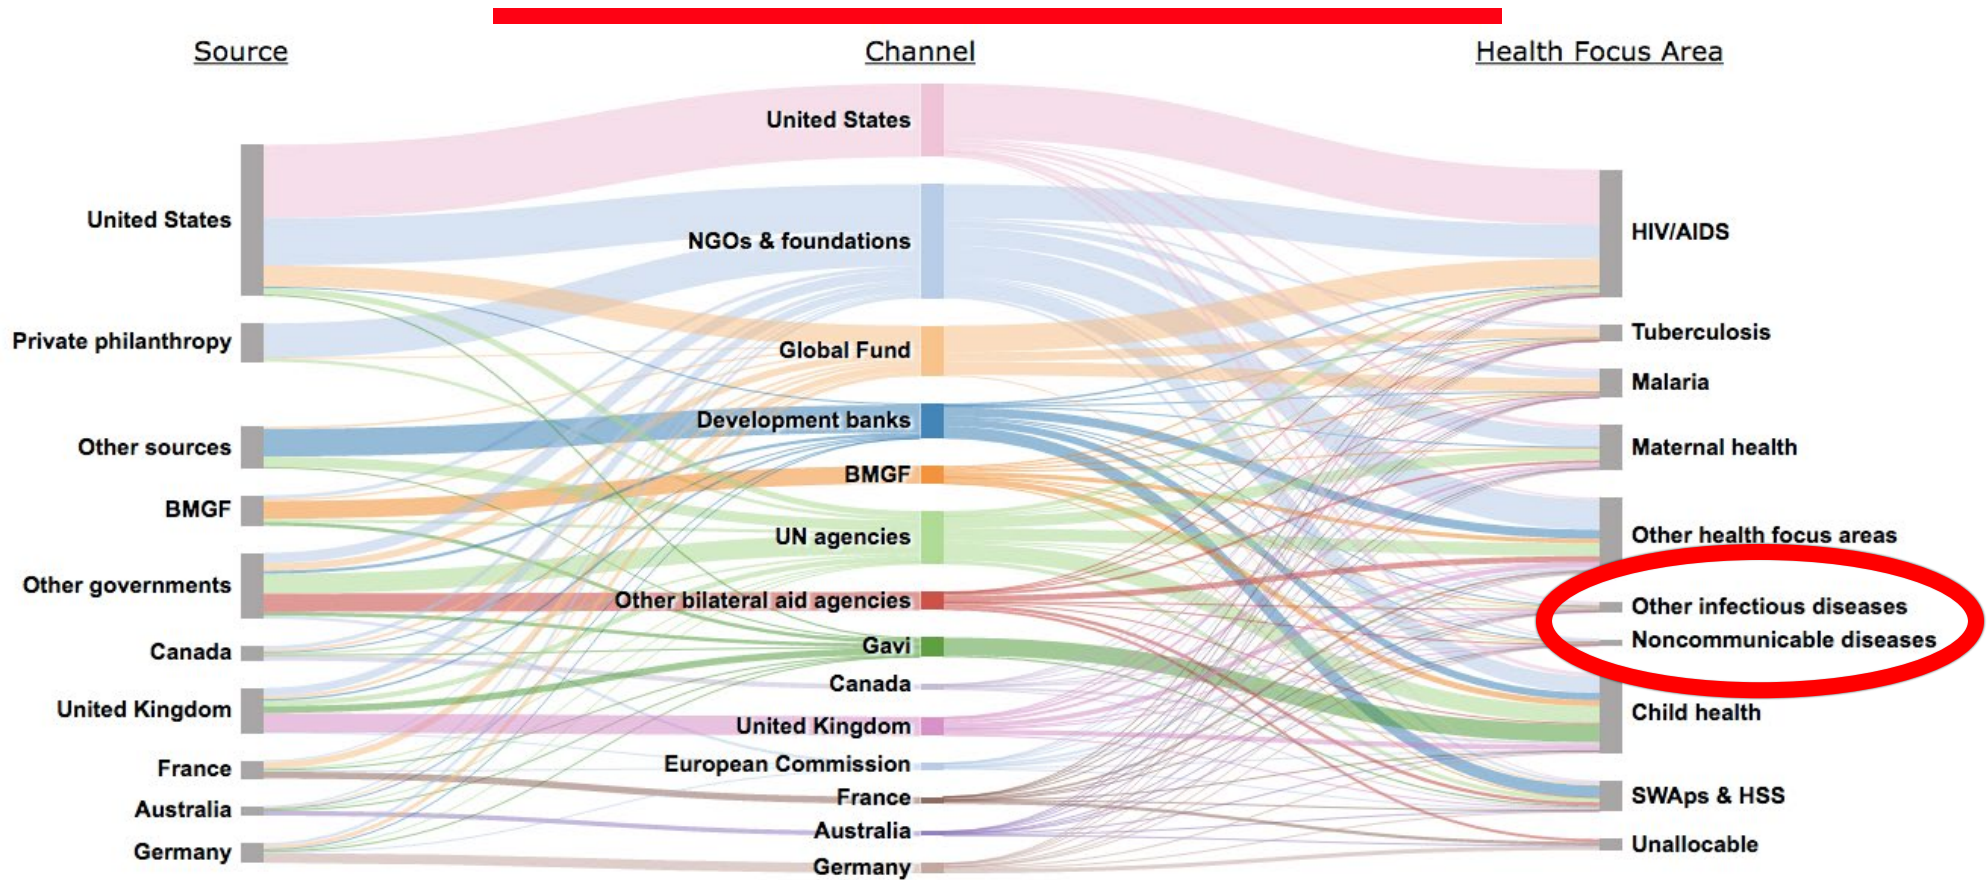 Source
Channel
Health Focus Area
United States
Private philanthropy
Other sources
BMGF
Other governments
Canada
United Kingdom
France
Australia
Germany
United States
NGOs & foundations
Global Fund
Development banks
BMGF
UN agencies
Other bilateral aid agencies
Gavi
Canada
United Kingdom
European Commission
France
Australia
Germany
HIV/AIDS
Tuberculosis
Malaria
Maternal health
Other health focus areas
Other infectious diseases
Noncommunicable diseases
Child health
SWAps & HSS
Unallocable